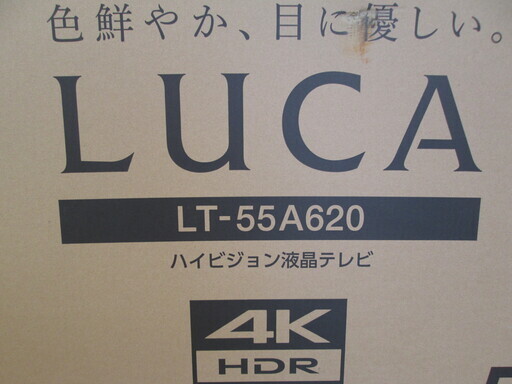 色鮮やか、目に優しい。
LUCA
LT-55A620
ハイビジョン液晶テレビ
4K
HDR